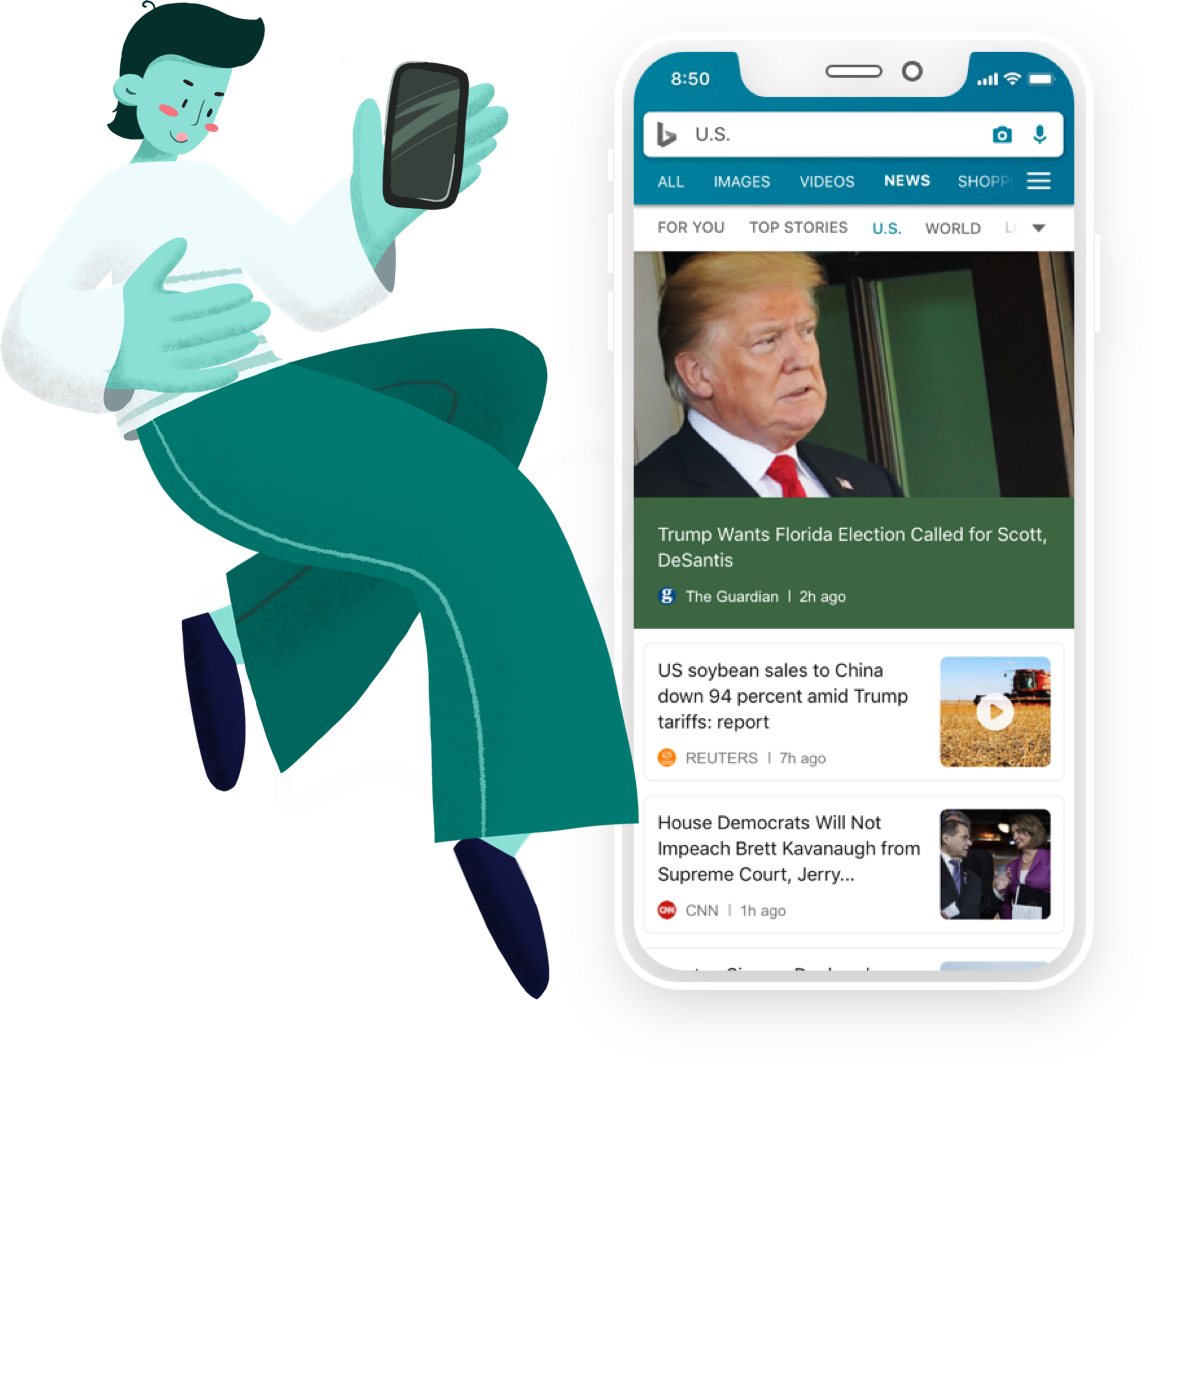 8:50
U.S.
ALL IMAGES VIDEOS NEWS SHOPP
FOR YOU TOP STORIES U.S. WORLD
Trump Wants Florida Election Called for Scott,
DeSantis
The Guardian | 2h ago
US soybean sales to China
down 94 percent amid Trump
tariffs: report
REUTERS | 7h ago
House Democrats Will Not
Impeach Brett Kavanaugh from
Supreme Court, Jerry...
CNN CNN | 1h ago